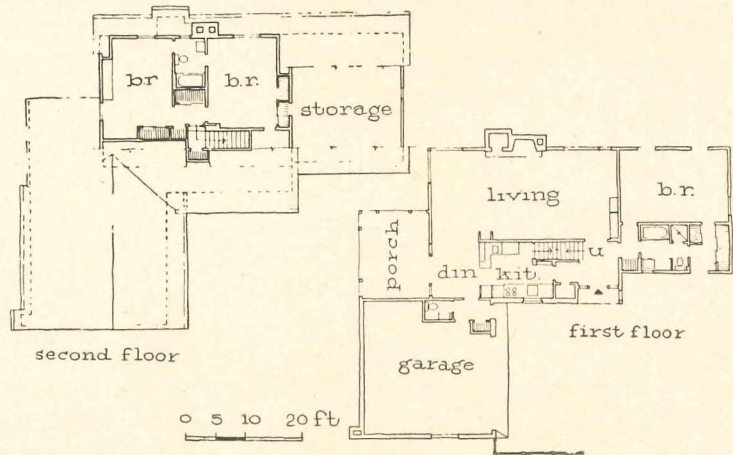 br
b.r.
storage
second floor
0 5 10 20 ft
living
b.r.
porch
din
kit.
u
garage
first floor